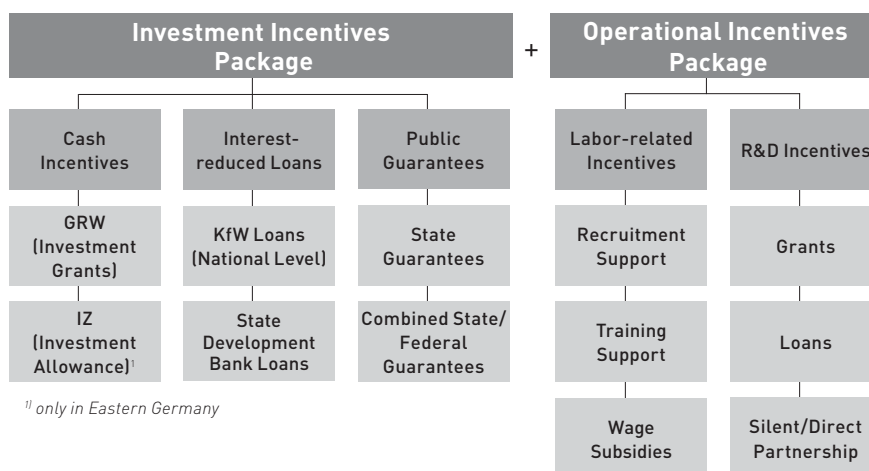 Investment Incentives
Package
+
Operational Incentives
Package
Cash
Incentives
Interest-
reduced Loans
Public
Guarantees
Labor-related
Incentives
R&D Incentives
GRW
(Investment
Grants)
KfW Loans
(National Level)
State
Guarantees
Recruitment
Support
Grants
IZ
(Investment
Allowance)¹
State
Development
Bank Loans
Combined State/
Federal
Guarantees
Training
Support
Loans
¹⁾ only in Eastern Germany
Wage
Subsidies
Silent/Direct
Partnership